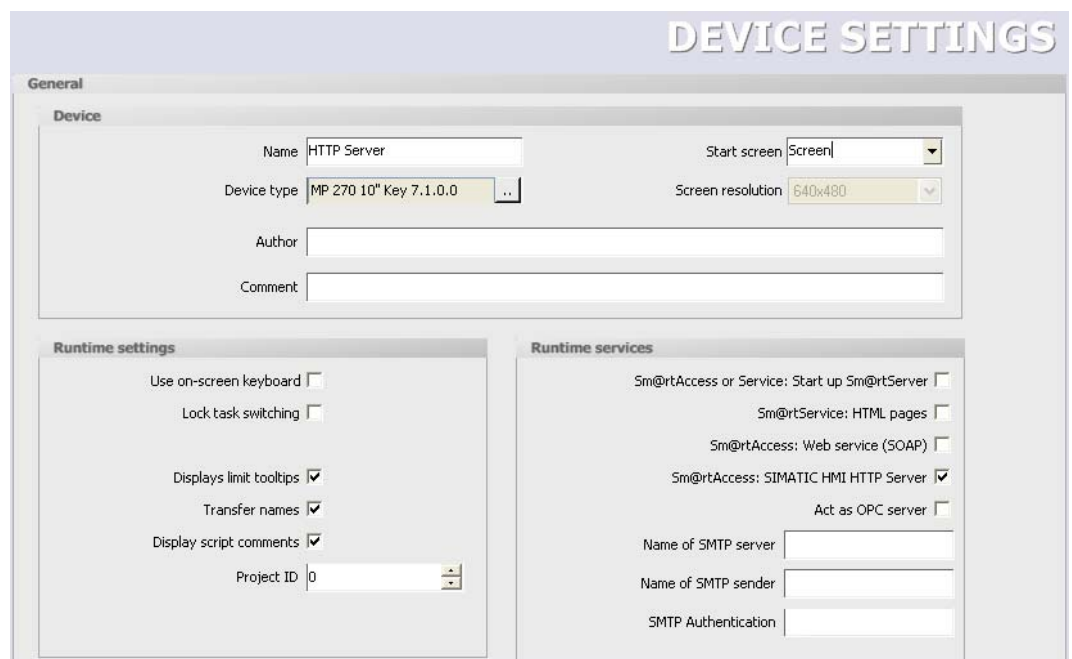 DEVICE SETTINGS
General
Device
Name HTTP Server
Start screen Screen
Device type MP 270 10" Key 7.1.0.0 ..
Screen resolution 640x480
Author
Comment
Runtime settings
Use on-screen keyboard
Lock task switching
Displays limit tooltips
Transfer names
Display script comments
Project ID 0
Runtime services
Sm@rtAccess or Service: Start up Sm@rtServer
Sm@rtService: HTML pages
Sm@rtAccess: Web service (SOAP)
Sm@rtAccess: SIMATIC HMI HTTP Server
Act as OPC server
Name of SMTP server
Name of SMTP sender
SMTP Authentication